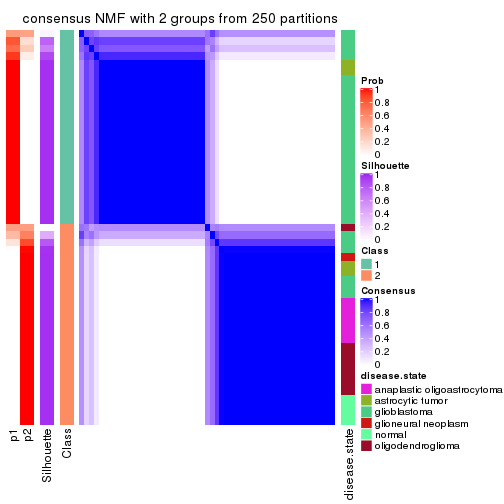 consensus NMF with 2 groups from 250 partitions
Prob
1
0.8
0.6
0.4
0.2
0
Silhouette
1
0.8
0.6
0.4
0.2
0
Class
1
2
Consensus
1
0.8
0.6
0.4
0.2
0
disease.state
anaplastic oligoastrocytoma
astrocytic tumor
glioblastoma
glioneural neoplasm
normal
oligodendroglioma
p1
p2
Silhouette
Class
disease.state